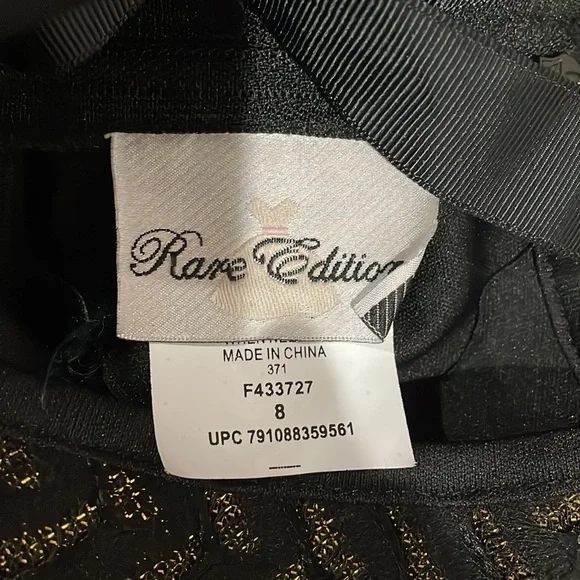 Rare Edition
MADE IN CHINA
371
F433727
8
UPC 791088359561